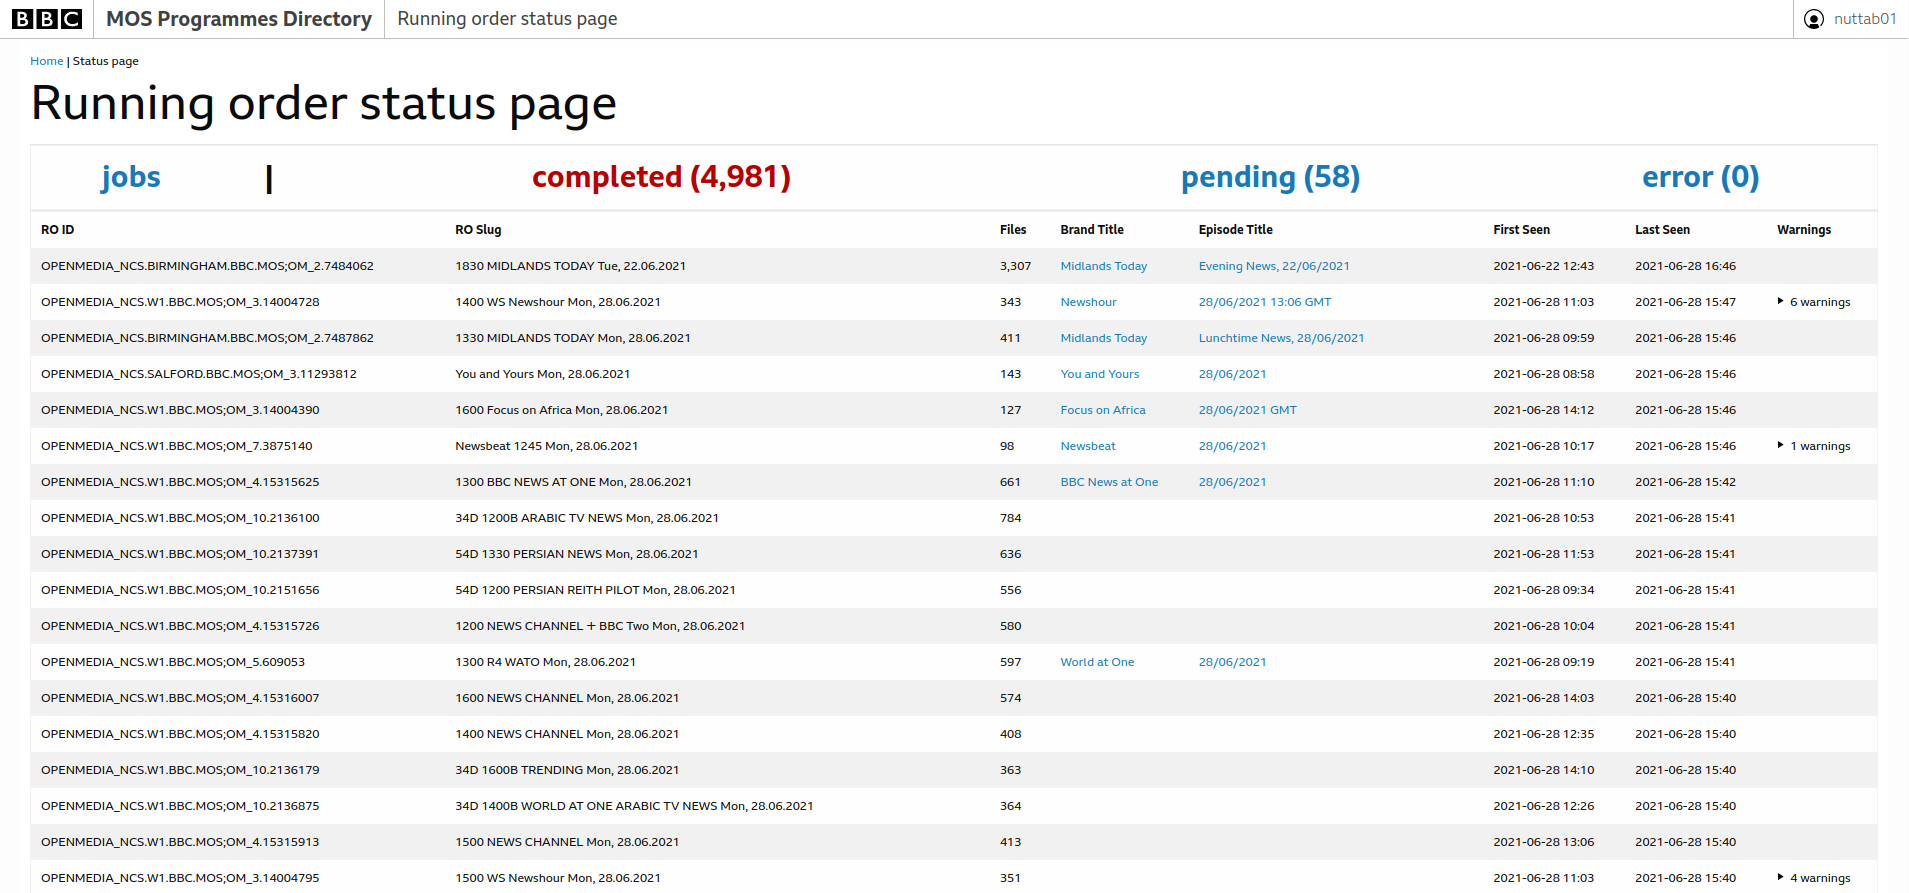 BBC MOS Programmes Directory Running order status page nuttab01
Home | Status page
Running order status page
jobs | completed (4,981) pending (58) error (0)
RO ID RO Slug Files Brand Title Episode Title First Seen Last Seen Warnings
OPENMEDIA_NCS.BIRMINGHAM.BBC.MOS;OM_2.7484062 1830 MIDLANDS TODAY Tue, 22.06.2021 3,307 Midlands Today Evening News, 22/06/2021 2021-06-22 12:43 2021-06-28 16:46
OPENMEDIA_NCS.W1.BBC.MOS;OM_3.14004728 1400 WS Newshour Mon, 28.06.2021 343 Newshour 28/06/2021 13:06 GMT 2021-06-28 11:03 2021-06-28 15:47 6 warnings
OPENMEDIA_NCS.BIRMINGHAM.BBC.MOS;OM_2.7487862 1330 MIDLANDS TODAY Mon, 28.06.2021 411 Midlands Today Lunchtime News, 28/06/2021 2021-06-28 09:59 2021-06-28 15:46
OPENMEDIA_NCS.SALFORD.BBC.MOS;OM_3.11293812 You and Yours Mon, 28.06.2021 143 You and Yours 28/06/2021 2021-06-28 08:58 2021-06-28 15:46
OPENMEDIA_NCS.W1.BBC.MOS;OM_3.14004390 1600 Focus on Africa Mon, 28.06.2021 127 Focus on Africa 28/06/2021 GMT 2021-06-28 14:12 2021-06-28 15:46
OPENMEDIA_NCS.W1.BBC.MOS;OM_7.3875140 Newsbeat 1245 Mon, 28.06.2021 98 Newsbeat 28/06/2021 2021-06-28 10:17 2021-06-28 15:46 1 warnings
OPENMEDIA_NCS.W1.BBC.MOS;OM_4.15315625 1300 BBC NEWS AT ONE Mon, 28.06.2021 661 BBC News at One 28/06/2021 2021-06-28 11:10 2021-06-28 15:42
OPENMEDIA_NCS.W1.BBC.MOS;OM_10.2136100 34D 1200B ARABIC TV NEWS Mon, 28.06.2021 784 2021-06-28 10:53 2021-06-28 15:41
OPENMEDIA_NCS.W1.BBC.MOS;OM_10.2137391 54D 1330 PERSIAN NEWS Mon, 28.06.2021 636 2021-06-28 11:53 2021-06-28 15:41
OPENMEDIA_NCS.W1.BBC.MOS;OM_10.2151656 54D 1200 PERSIAN REITH PILOT Mon, 28.06.2021 556 2021-06-28 09:34 2021-06-28 15:41
OPENMEDIA_NCS.W1.BBC.MOS;OM_4.15315726 1200 NEWS CHANNEL + BBC Two Mon, 28.06.2021 580 2021-06-28 10:04 2021-06-28 15:41
OPENMEDIA_NCS.W1.BBC.MOS;OM_5.609053 1300 R4 WATO Mon, 28.06.2021 597 World at One 28/06/2021 2021-06-28 09:19 2021-06-28 15:41
OPENMEDIA_NCS.W1.BBC.MOS;OM_4.15316007 1600 NEWS CHANNEL Mon, 28.06.2021 574 2021-06-28 14:03 2021-06-28 15:40
OPENMEDIA_NCS.W1.BBC.MOS;OM_4.15315820 1400 NEWS CHANNEL Mon, 28.06.2021 408 2021-06-28 12:35 2021-06-28 15:40
OPENMEDIA_NCS.W1.BBC.MOS;OM_10.2136179 34D 1600B TRENDING Mon, 28.06.2021 363 2021-06-28 14:10 2021-06-28 15:40
OPENMEDIA_NCS.W1.BBC.MOS;OM_10.2136875 34D 1400B WORLD AT ONE ARABIC TV NEWS Mon, 28.06.2021 364 2021-06-28 12:26 2021-06-28 15:40
OPENMEDIA_NCS.W1.BBC.MOS;OM_4.15315913 1500 NEWS CHANNEL Mon, 28.06.2021 413 2021-06-28 13:06 2021-06-28 15:40
OPENMEDIA_NCS.W1.BBC.MOS;OM_3.14004795 1500 WS Newshour Mon, 28.06.2021 351 2021-06-28 11:03 2021-06-28 15:40 4 warnings